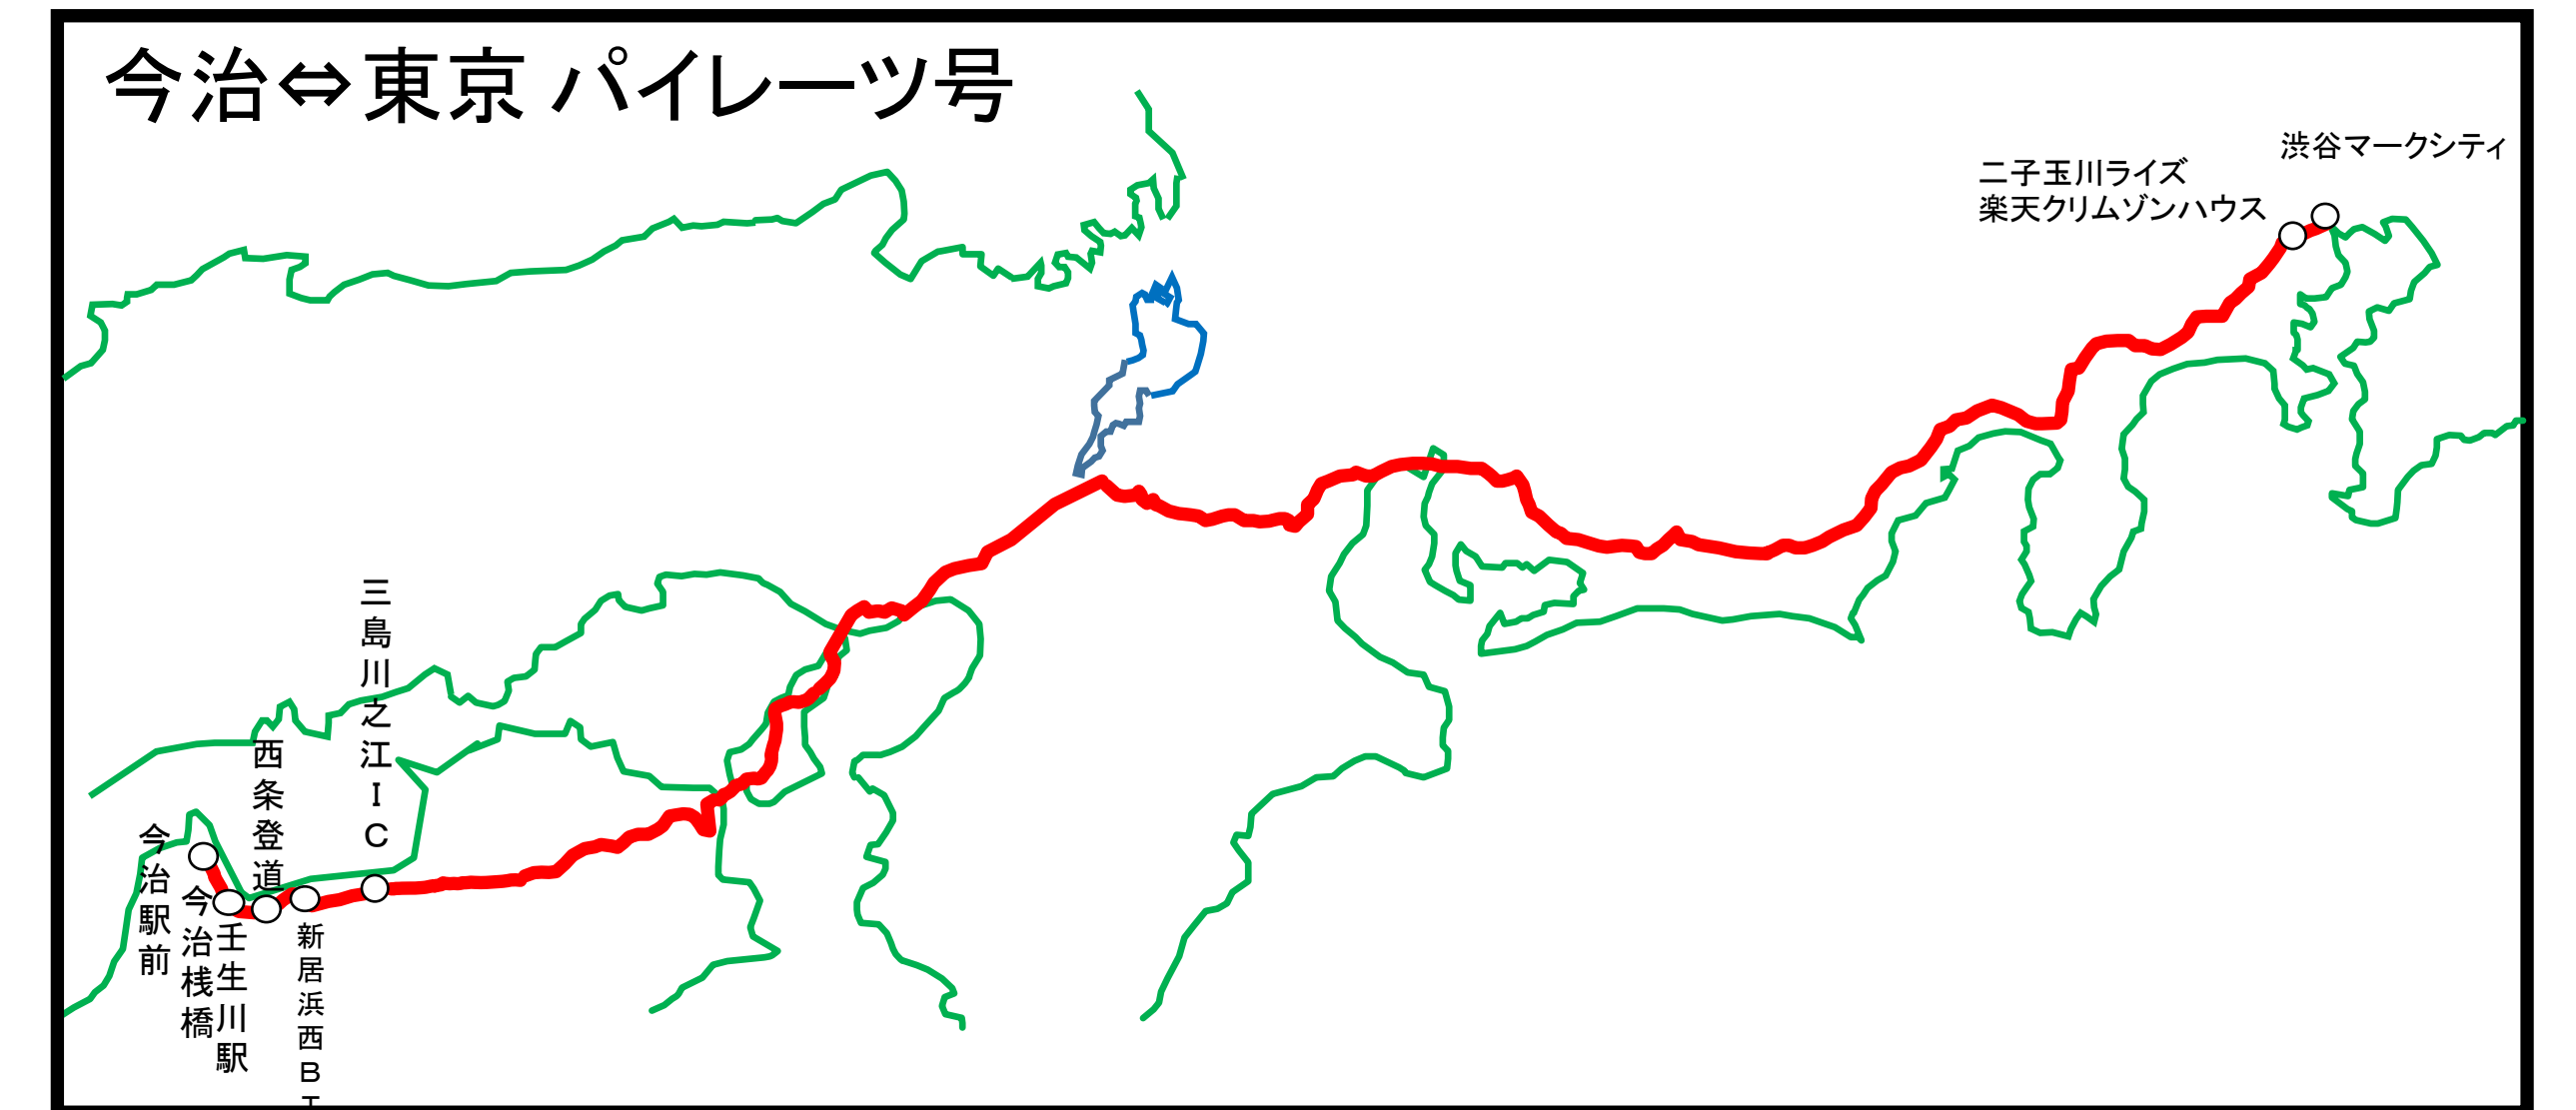 今治⇔東京 パイレーツ号
渋谷マークシティ
二子玉川ライズ
楽天クリムゾンハウス
三島川之江IC
西条登道
今治駅前
今治桟橋
壬生川駅
新居浜西B